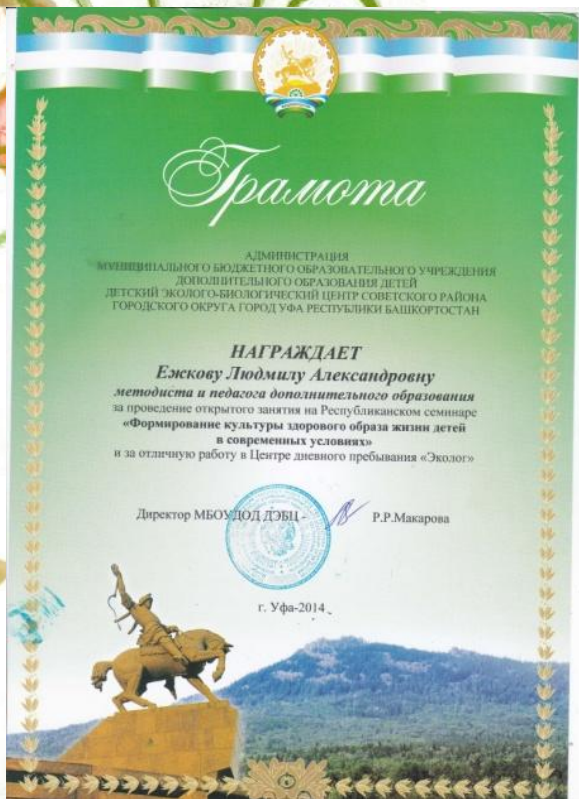 Грамота
АДМИНИСТРАЦИЯ
МУНИЦИПАЛЬНОГО БЮДЖЕТНОГО ОБРАЗОВАТЕЛЬНОГО УЧРЕЖДЕНИЯ
ДОПОЛНИТЕЛЬНОГО ОБРАЗОВАНИЯ ДЕТЕЙ
ДЕТСКИЙ ЭКОЛОГО-БИОЛОГИЧЕСКИЙ ЦЕНТР СОВЕТСКОГО РАЙОНА
ГОРОДСКОГО ОКРУГА ГОРОД УФА РЕСПУБЛИКИ БАШКОРТОСТАН
НАГРАЖДАЕТ
Ежкову Людмилу Александровну
методиста и педагога дополнительного образования
за проведение открытого занятия на Республиканском семинаре
«Формирование культуры здорового образа жизни детей
в современных условиях»
и за отличную работу в Центре дневного пребывания «Эколог»
Директор МБОУДОД ДЭБЦ - Р.Р.Макарова
г. Уфа-2014